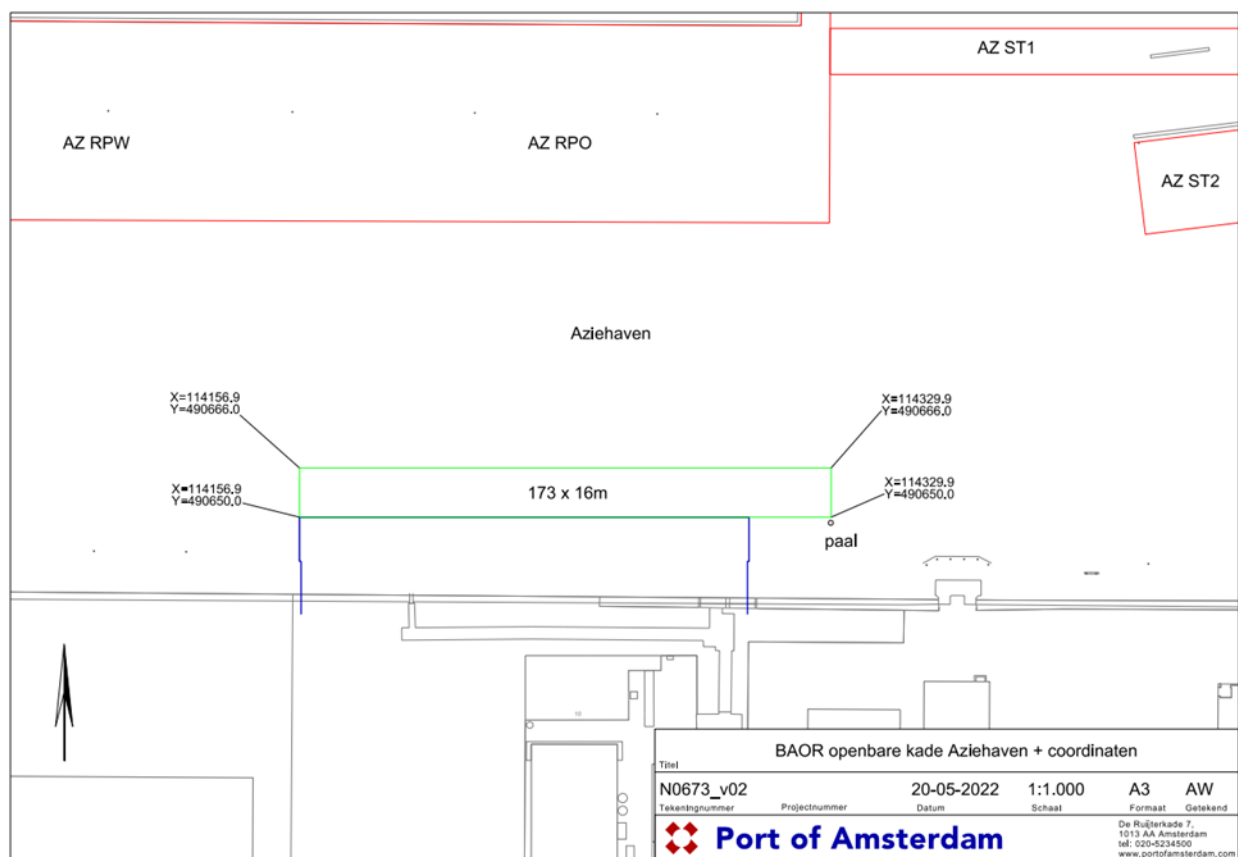 AZ ST1
AZ RPW
AZ RPO
AZ ST2
Aziehaven
X=114156.9
Y=490666.0
X=114329.9
Y=490666.0
X=114156.9
Y=490650.0
173 x 16m
X=114329.9
Y=490650.0
paal
10
BAOR openbare kade Aziehaven + coordinaten
Titel
N0673_v02 20-05-2022 1:1.000 A3 AW
Tekeningnummer Projectnummer Datum Schaal Formaat Getekend
Port of Amsterdam
De Ruijterkade 7,
1013 AA Amsterdam
tel: 020-5234500
www.portofamsterdam.com